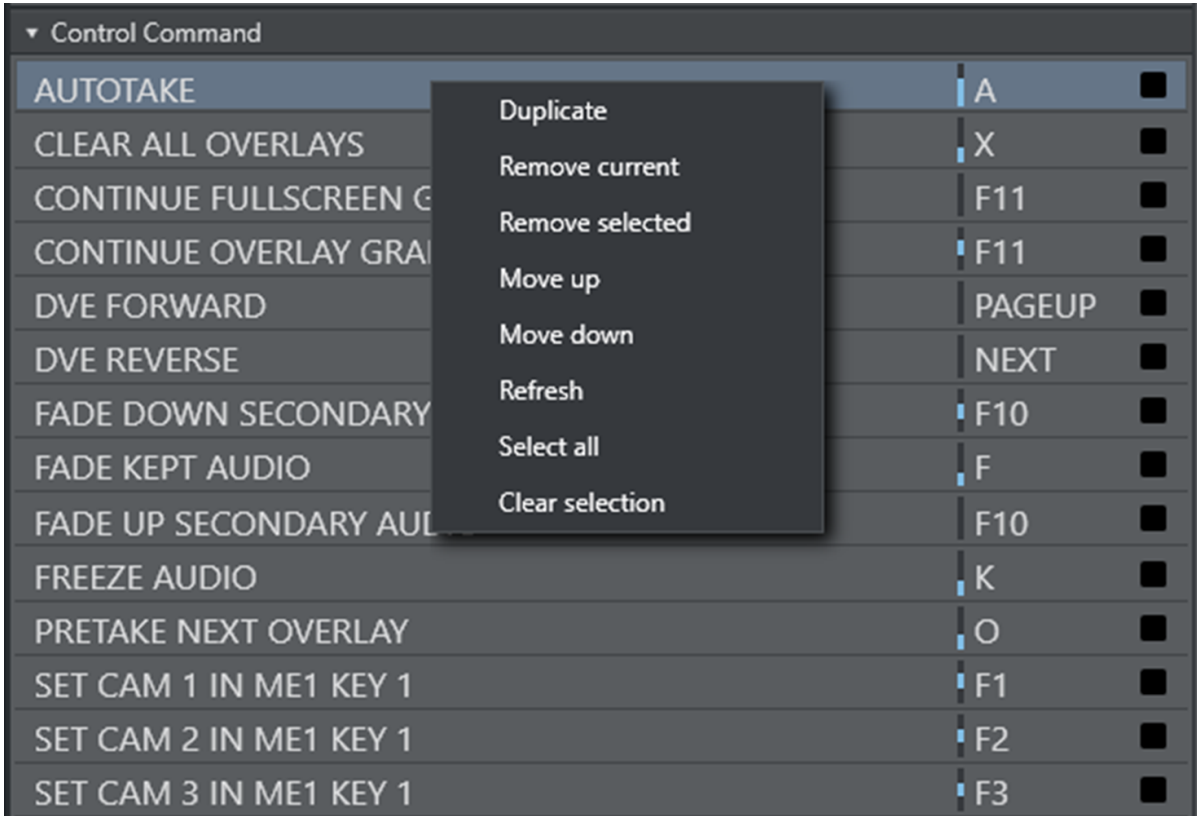 Control Command
AUTOTAKE A
Duplicate
CLEAR ALL OVERLAYS X
Remove current
CONTINUE FULLSCREEN F11
Remove selected
CONTINUE OVERLAY F11
Move up
DVE FORWARD PAGEUP
Move down
DVE REVERSE NEXT
Refresh
FADE DOWN SECONDARY F10
Select all
FADE KEPT AUDIO F
Clear selection
FADE UP SECONDARY F10
FREEZE AUDIO K
PRETAKE NEXT OVERLAY O
SET CAM 1 IN ME1 KEY 1 F1
SET CAM 2 IN ME1 KEY 1 F2
SET CAM 3 IN ME1 KEY 1 F3